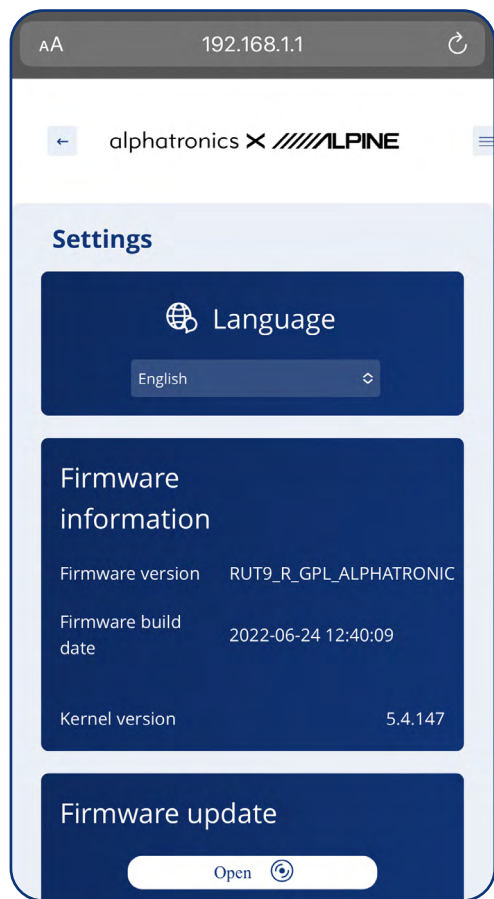 AA 192.168.1.1
alphatronics X ALPINE
Settings
Language
English
Firmware
information
Firmware version RUT9_R_GPL_ALPHATRONIC
Firmware build
date
2022-06-24 12:40:09
Kernel version 5.4.147
Firmware update
Open